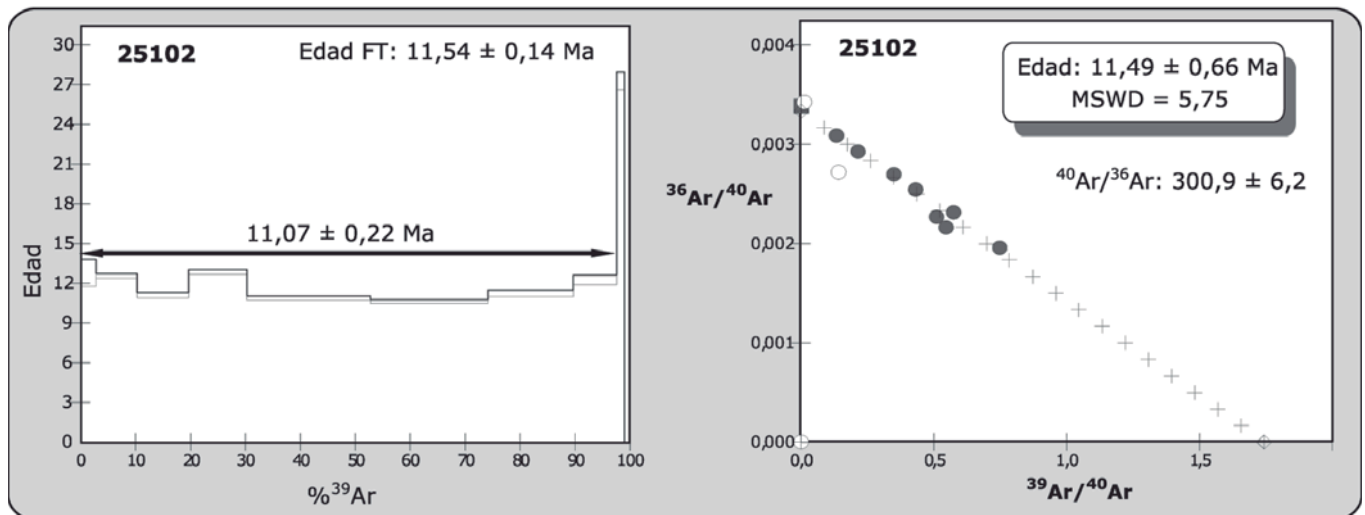 25102
Edad FT: 11,54 ± 0,14 Ma
30
27
24
21
18
15
12
9
6
3
0
Edad
11,07 ± 0,22 Ma
0 10 20 30 40 50 60 70 80 90 100
%³⁹Ar
25102
Edad: 11,49 ± 0,66 Ma
MSWD = 5,75
⁴⁰Ar/³⁶Ar: 300,9 ± 6,2
0,004
0,003
0,002
0,001
0,000
³⁶Ar/⁴⁰Ar
0,0 0,5 1,0 1,5
³⁹Ar/⁴⁰Ar